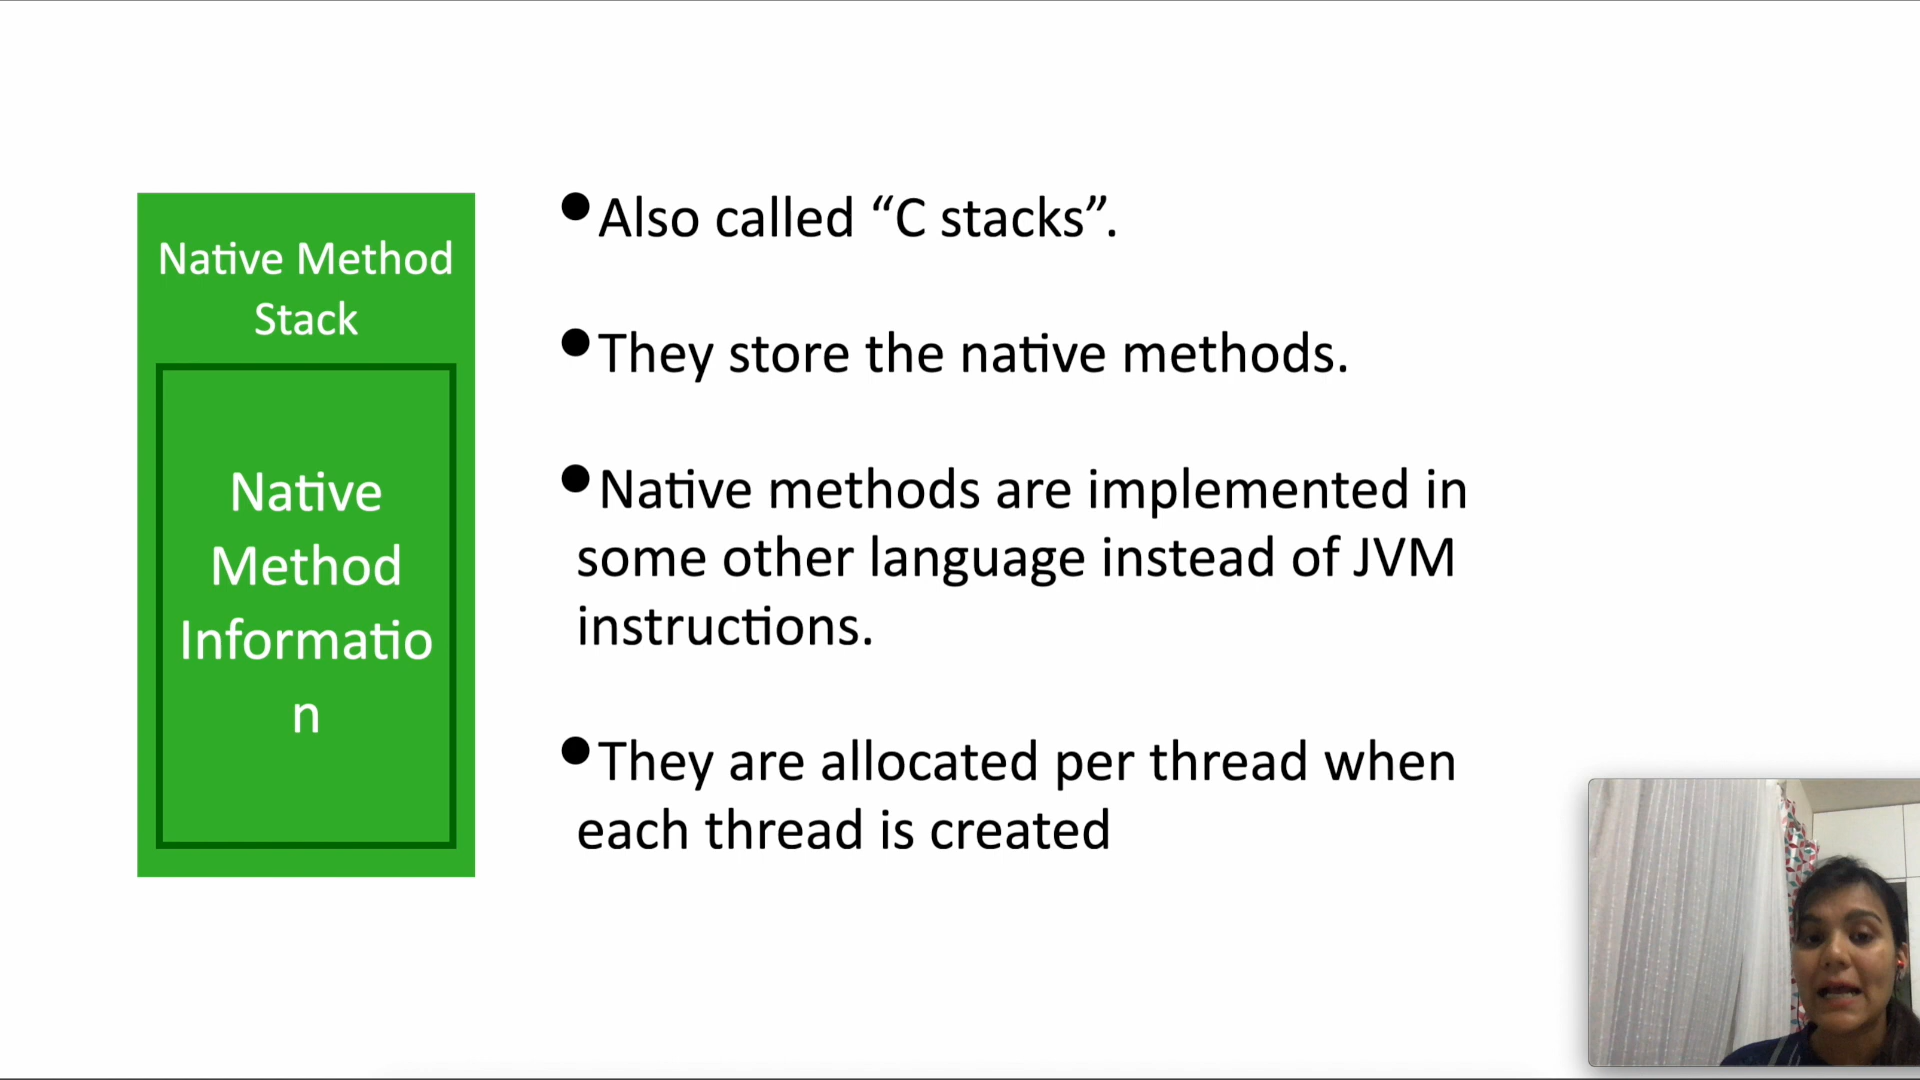 Native Method
Stack
Native
Method
Informatio
n
•Also called “C stacks”.
•They store the native methods.
•Native methods are implemented in
some other language instead of JVM
instructions.
•They are allocated per thread when
each thread is created